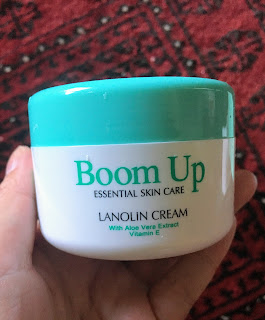 Boom Up
ESSENTIAL SKIN CARE
LANOLIN CREAM
With Aloe Vera Extract
Vitamin E